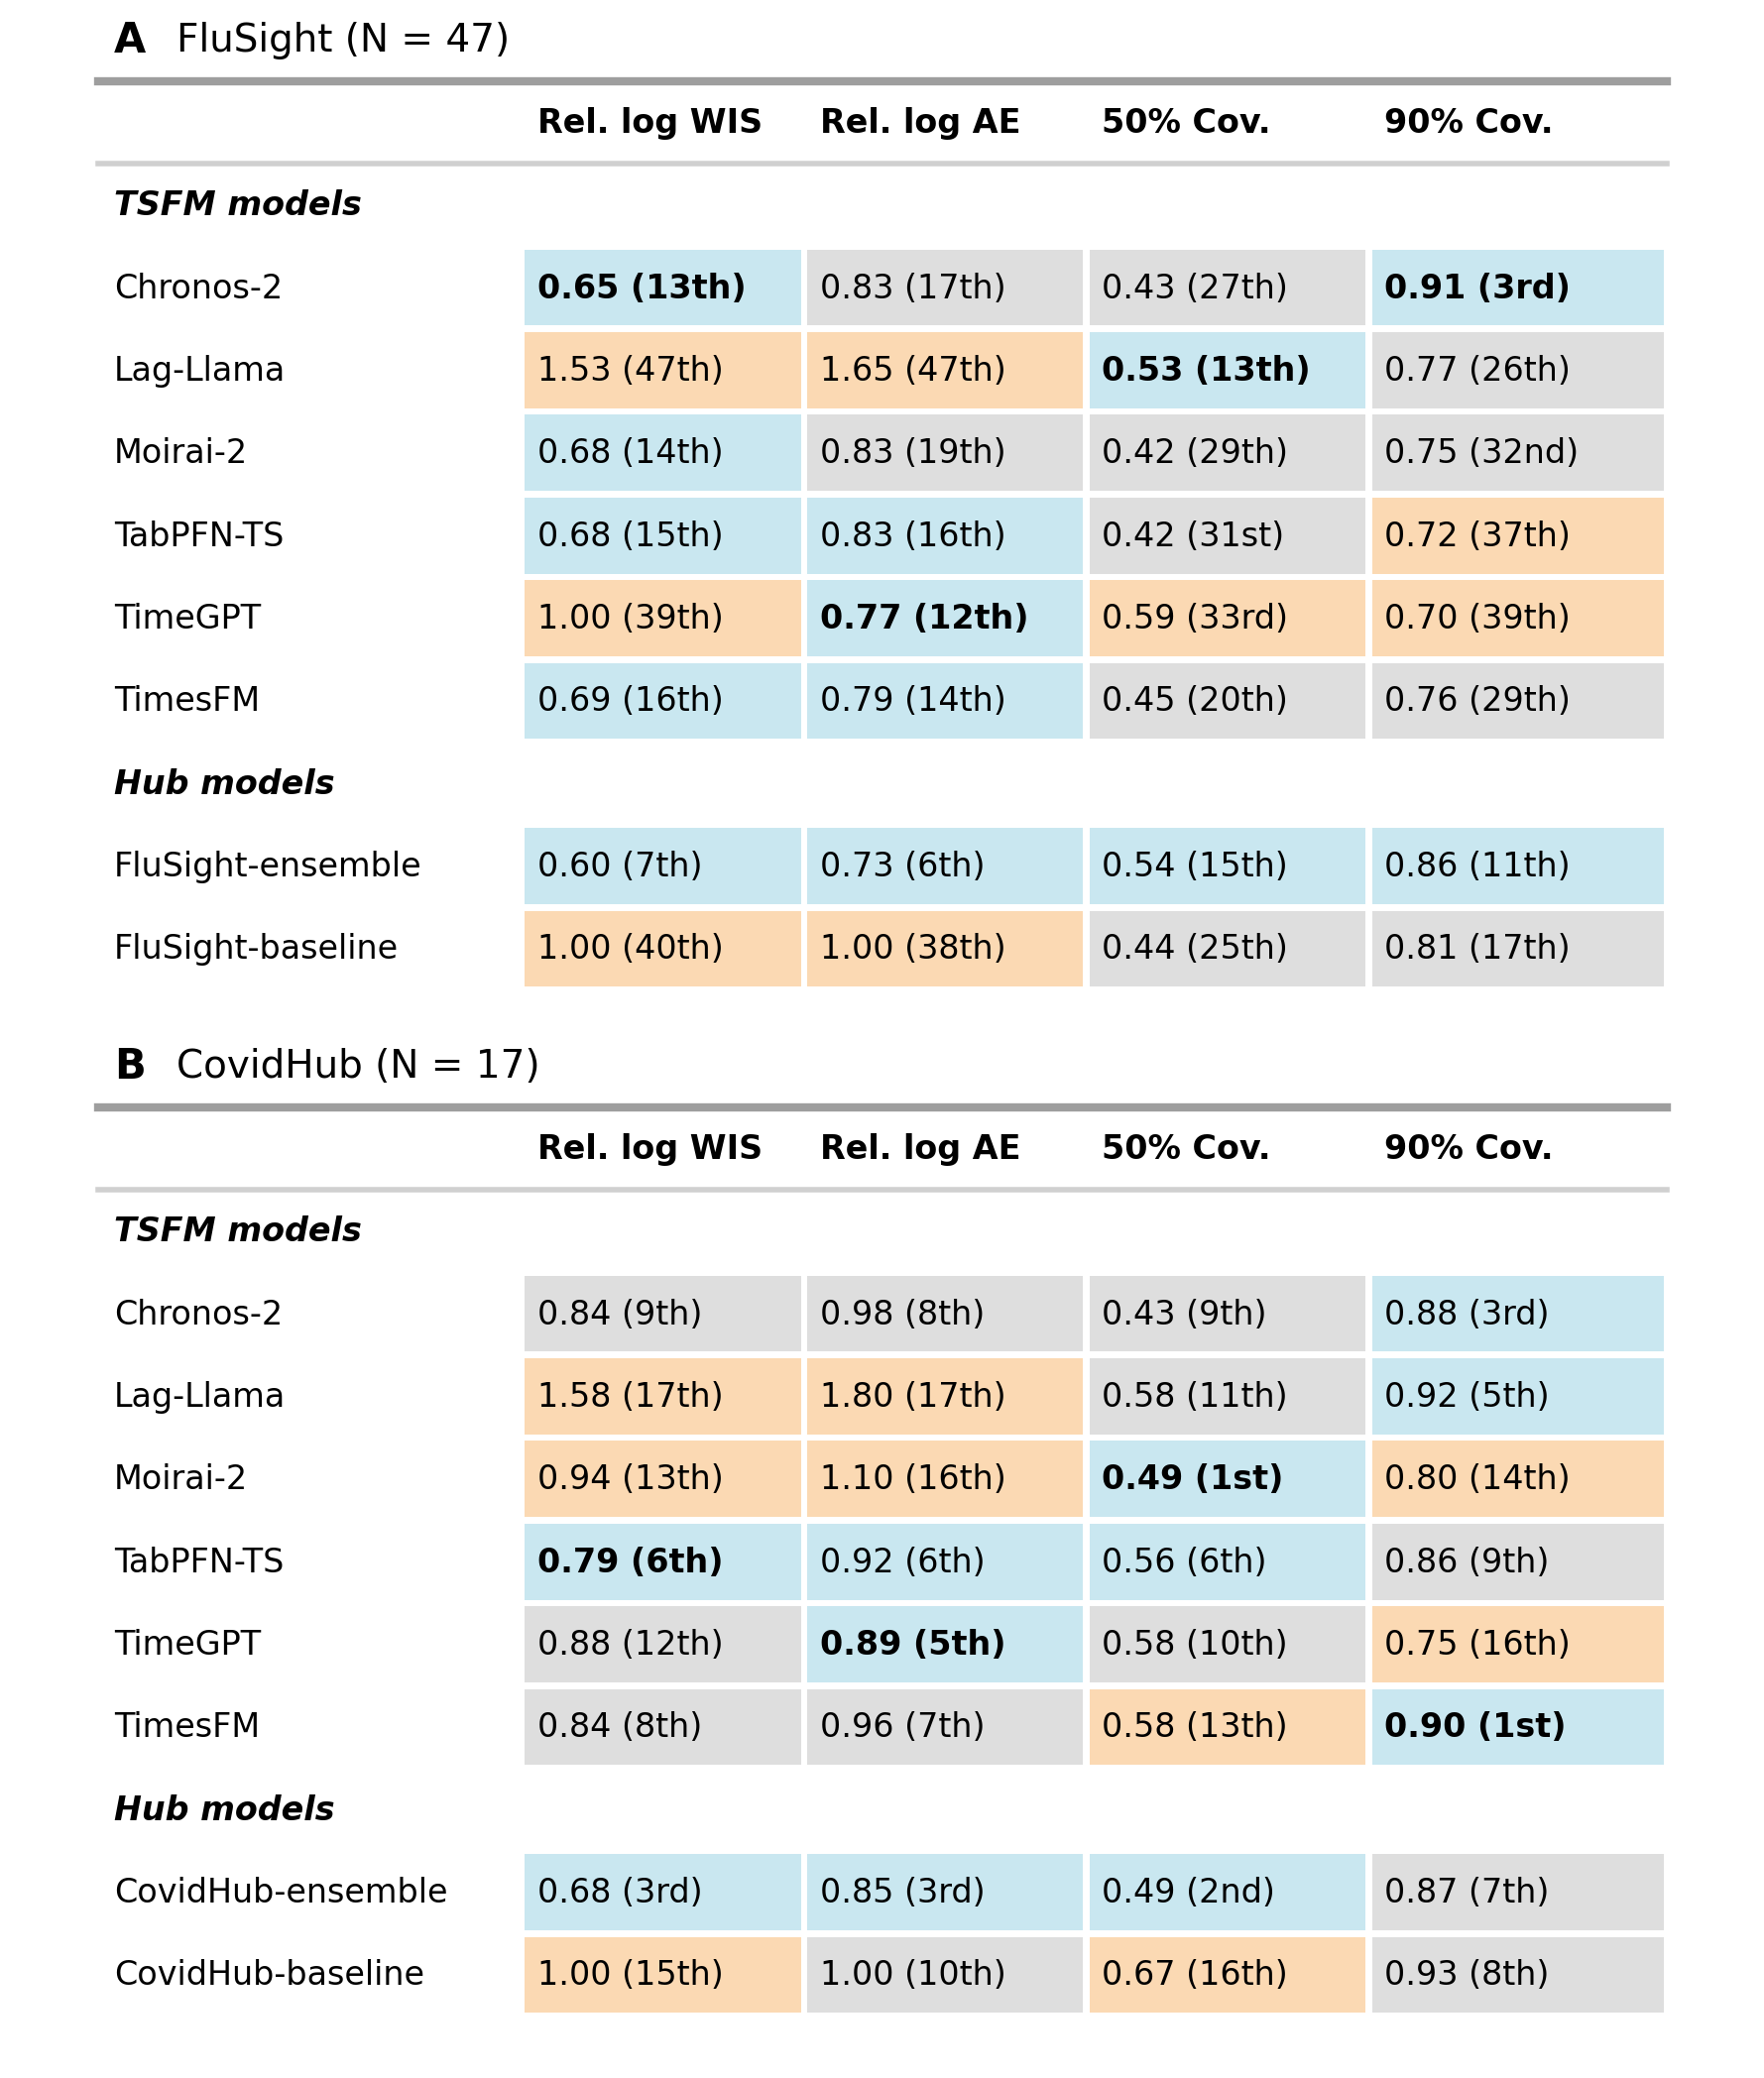 A FluSight (N = 47)
Rel. log WIS Rel. log AE 50% Cov. 90% Cov.
TSFM models
Chronos-2 0.65 (13th) 0.83 (17th) 0.43 (27th) 0.91 (3rd)
Lag-Llama 1.53 (47th) 1.65 (47th) 0.53 (13th) 0.77 (26th)
Moirai-2 0.68 (14th) 0.83 (19th) 0.42 (29th) 0.75 (32nd)
TabPFN-TS 0.68 (15th) 0.83 (16th) 0.42 (31st) 0.72 (37th)
TimeGPT 1.00 (39th) 0.77 (12th) 0.59 (33rd) 0.70 (39th)
TimesFM 0.69 (16th) 0.79 (14th) 0.45 (20th) 0.76 (29th)
Hub models
FluSight-ensemble 0.60 (7th) 0.73 (6th) 0.54 (15th) 0.86 (11th)
FluSight-baseline 1.00 (40th) 1.00 (38th) 0.44 (25th) 0.81 (17th)
B CovidHub (N = 17)
Rel. log WIS Rel. log AE 50% Cov. 90% Cov.
TSFM models
Chronos-2 0.84 (9th) 0.98 (8th) 0.43 (9th) 0.88 (3rd)
Lag-Llama 1.58 (17th) 1.80 (17th) 0.58 (11th) 0.92 (5th)
Moirai-2 0.94 (13th) 1.10 (16th) 0.49 (1st) 0.80 (14th)
TabPFN-TS 0.79 (6th) 0.92 (6th) 0.56 (6th) 0.86 (9th)
TimeGPT 0.88 (12th) 0.89 (5th) 0.58 (10th) 0.75 (16th)
TimesFM 0.84 (8th) 0.96 (7th) 0.58 (13th) 0.90 (1st)
Hub models
CovidHub-ensemble 0.68 (3rd) 0.85 (3rd) 0.49 (2nd) 0.87 (7th)
CovidHub-baseline 1.00 (15th) 1.00 (10th) 0.67 (16th) 0.93 (8th)